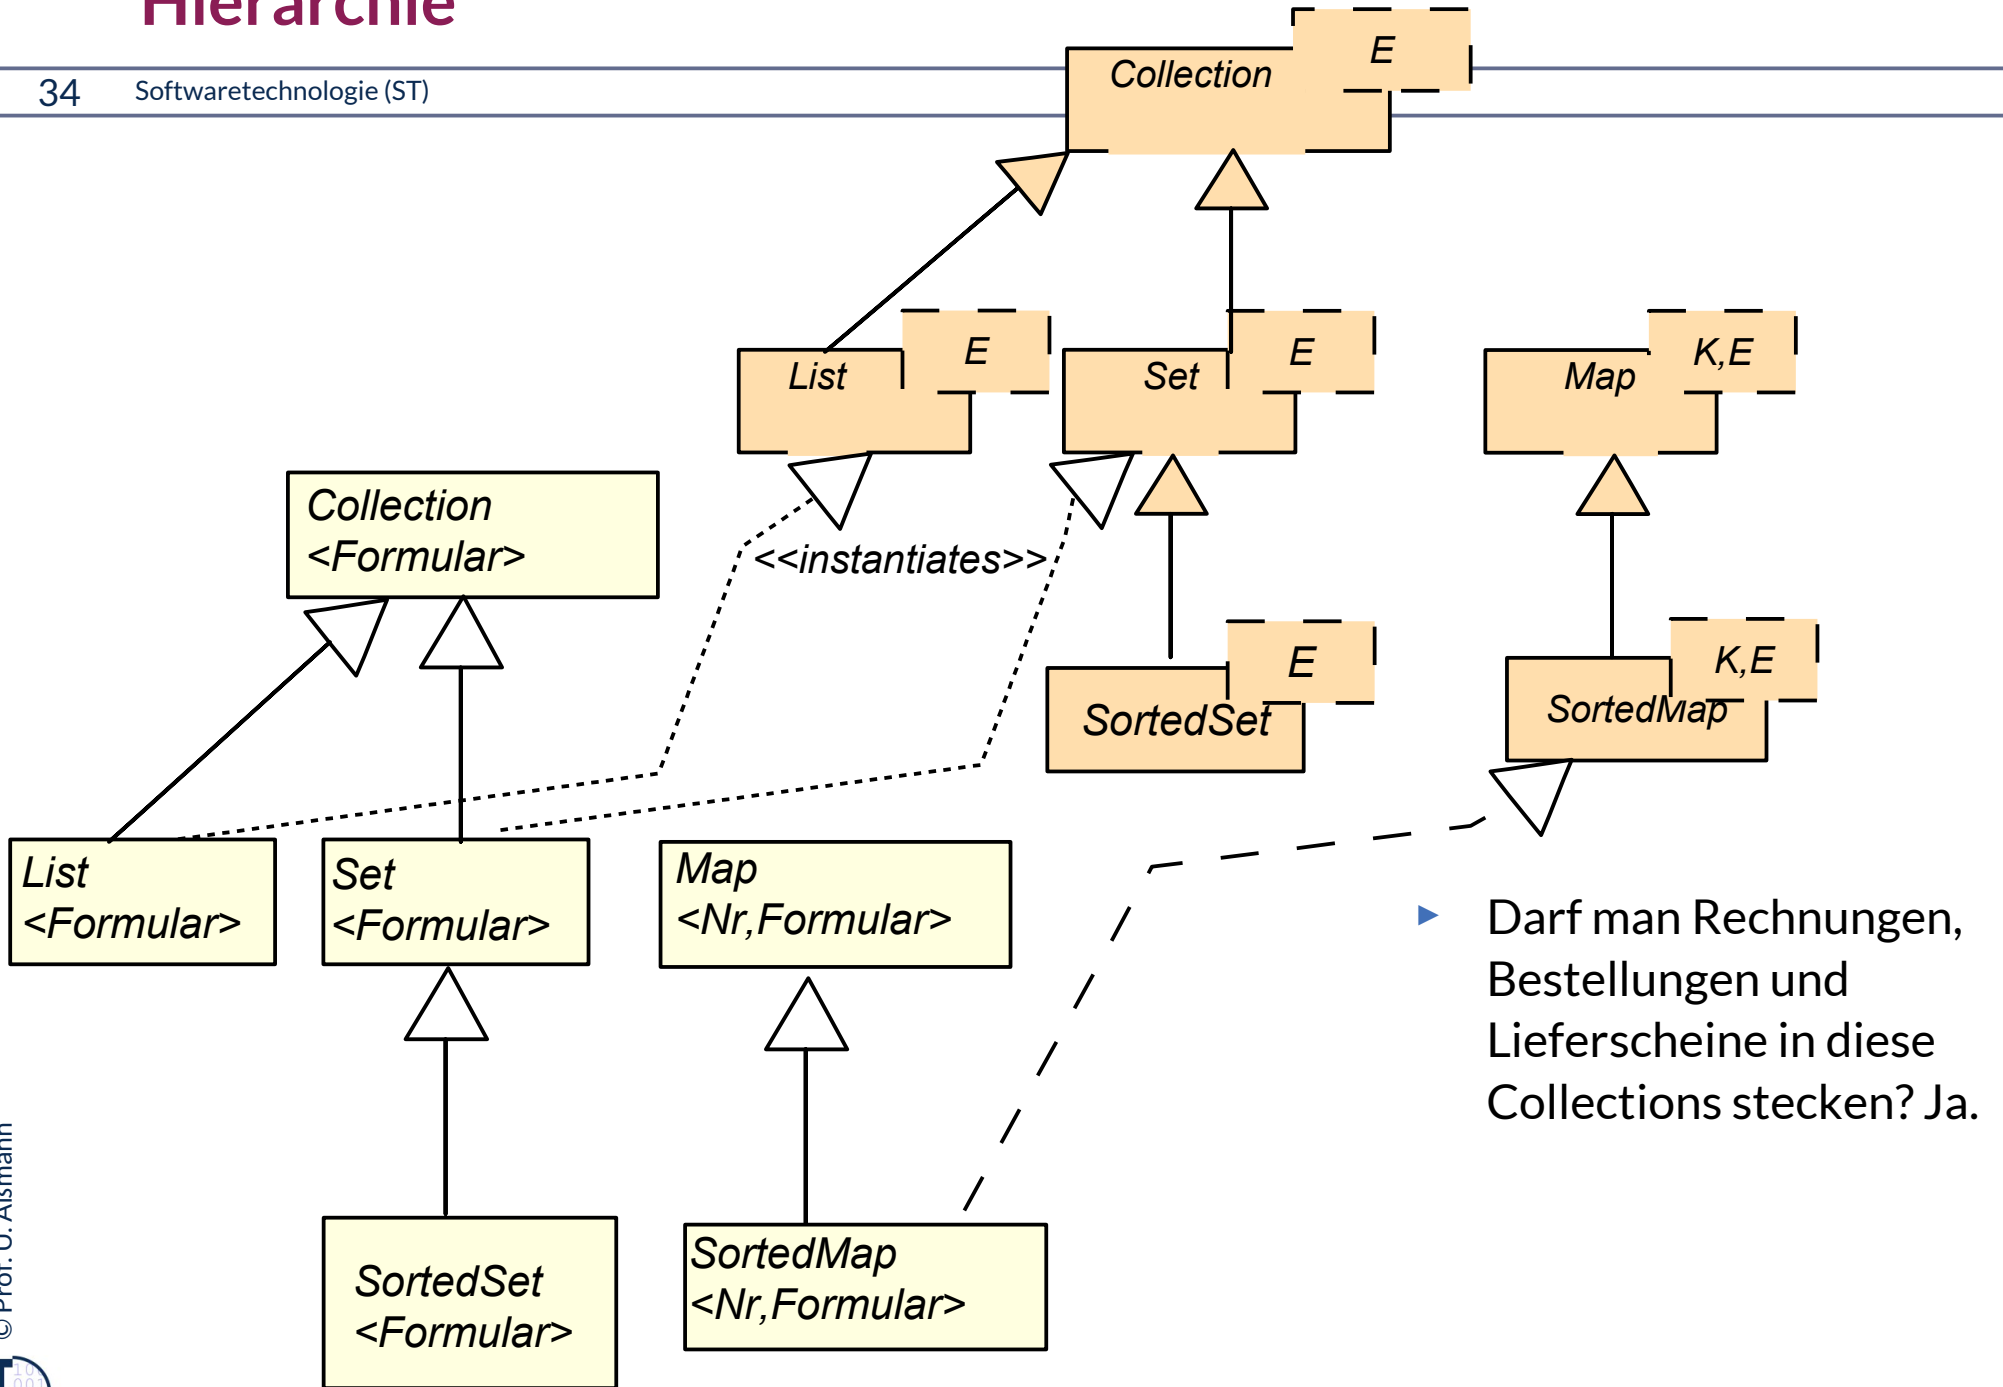 Hierarchie
34 Softwaretechnologie (ST)
Collection
E
List
E
Set
E
Map
K,E
Collection
<Formular>
<<instantiates>>
SortedSet
E
SortedMap
K,E
List
<Formular>
Set
<Formular>
Map
<Nr,Formular>
► Darf man Rechnungen,
Bestellungen und
Lieferscheine in diese
Collections stecken? Ja.
SortedSet
<Formular>
SortedMap
<Nr,Formular>
© Prof. U. Aßmann